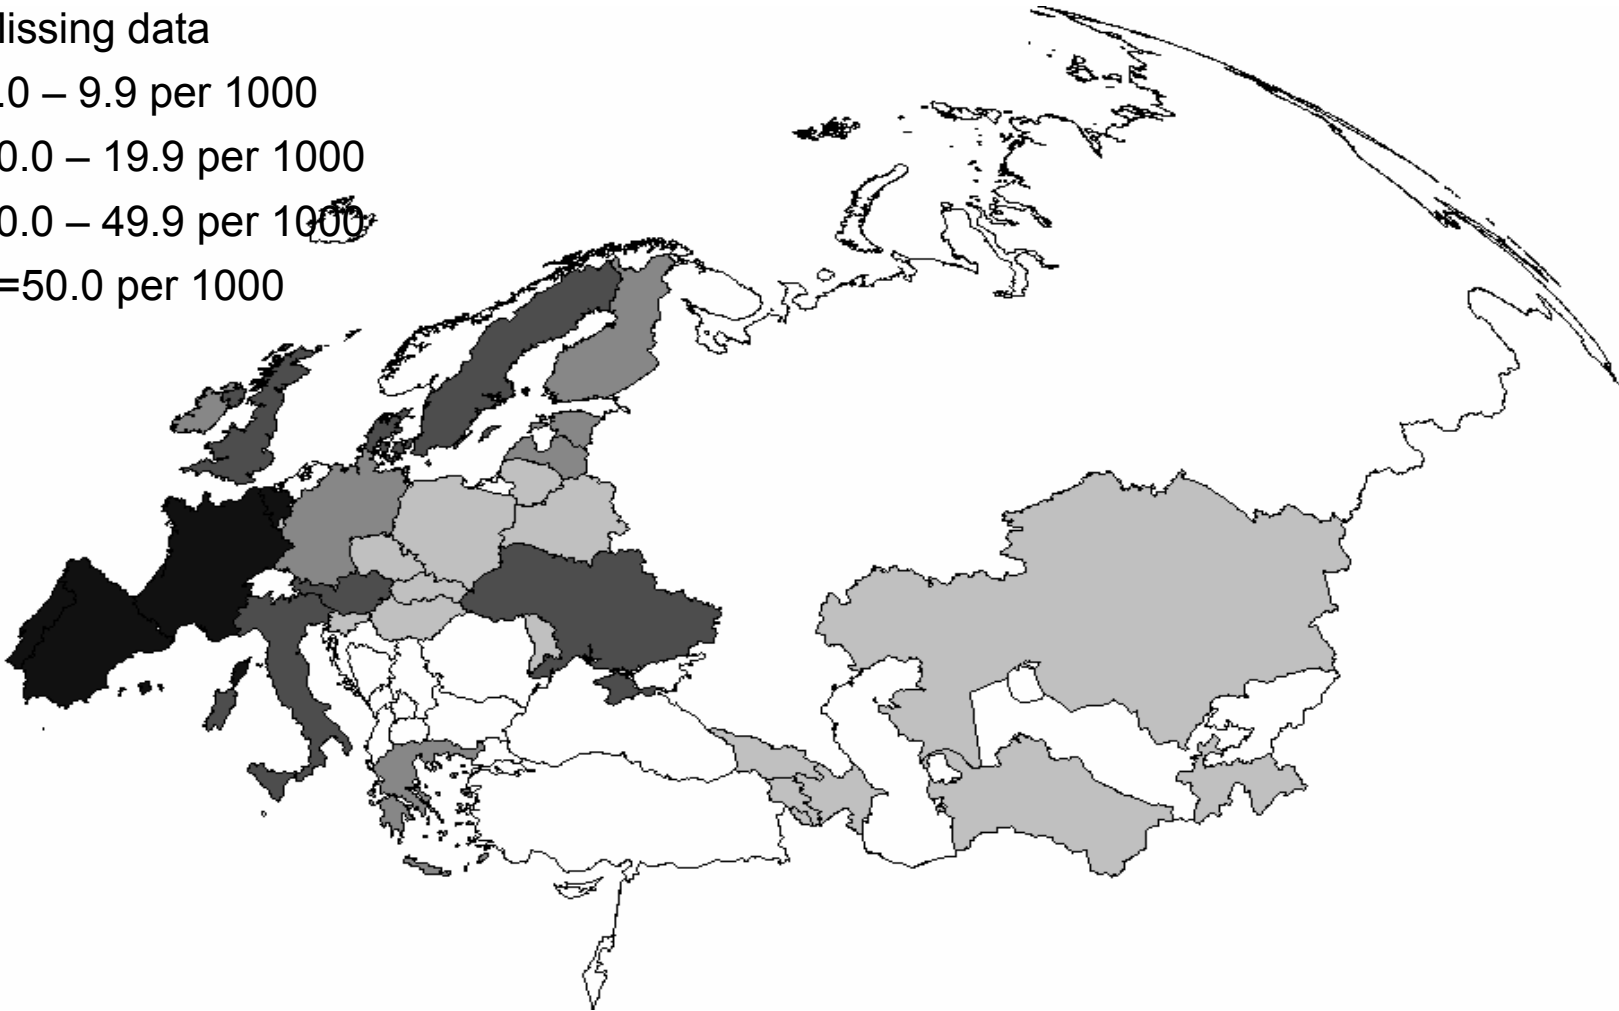 lissing data
.0 – 9.9 per 1000
0.0 – 19.9 per 1000
0.0 – 49.9 per 1000
=50.0 per 1000